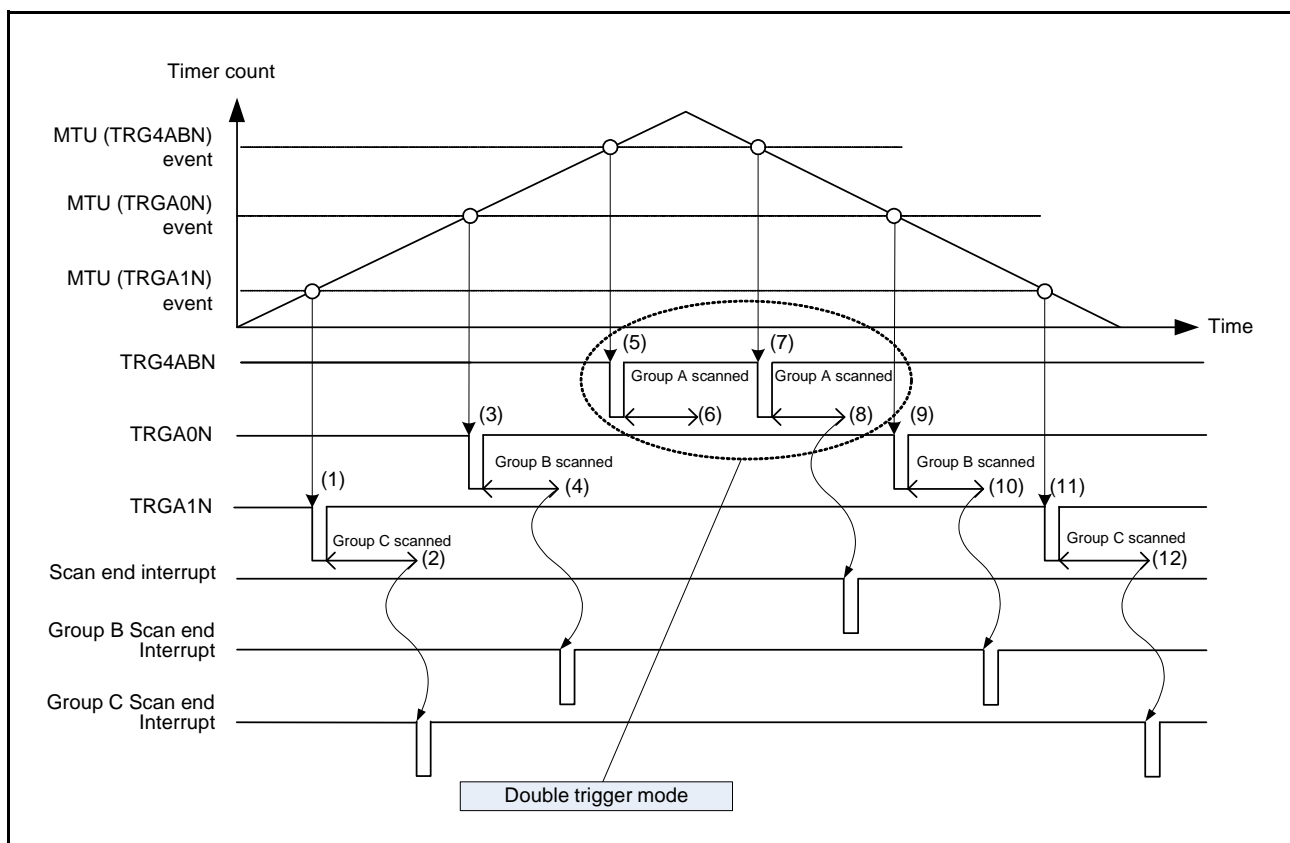 Timer count
MTU (TRG4ABN)
event
MTU (TRGA0N)
event
MTU (TRGA1N)
event
Time
TRG4ABN
(5)
(7)
Group A scanned
Group A scanned
(6)
(8)
(3)
(9)
TRGA0N
Group B scanned
Group B scanned
(4)
(10)
(1)
(11)
TRGA1N
Group C scanned
Group C scanned
(2)
(12)
Scan end interrupt
Group B Scan end
Interrupt
Group C Scan end
Interrupt
Double trigger mode